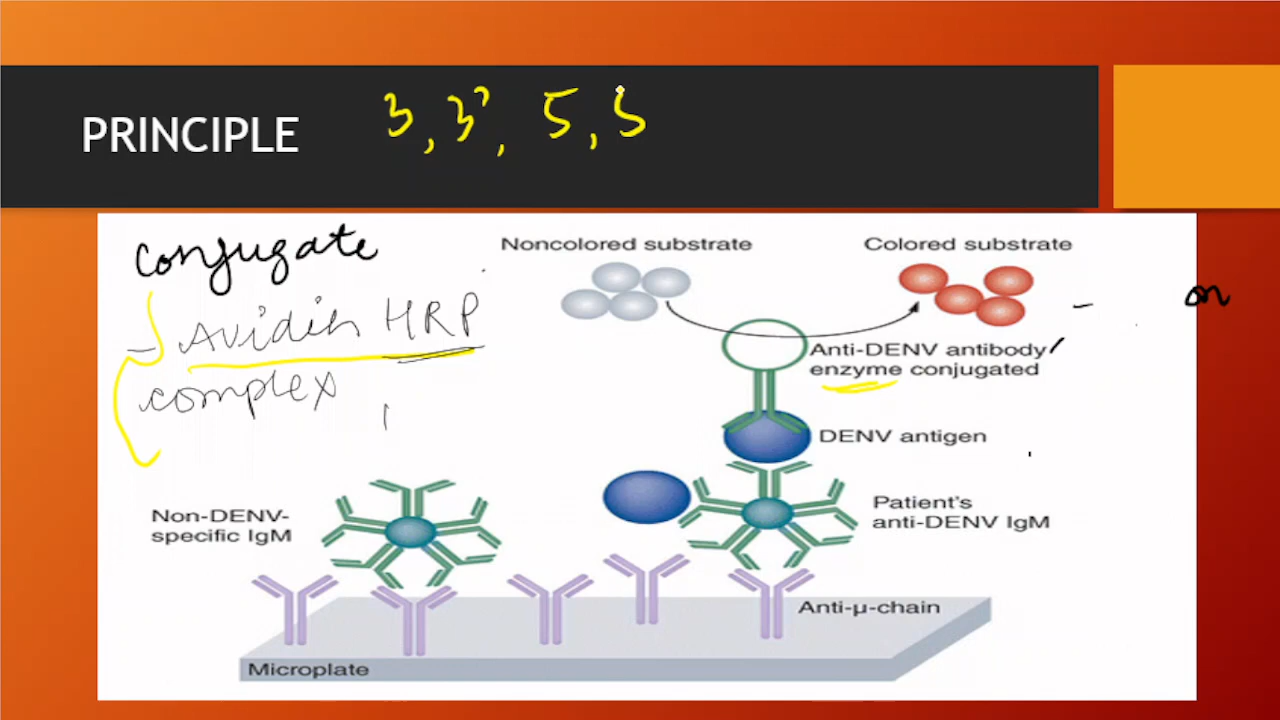 PRINCIPLE 3, 3', 5, 5
Conjugate
- Avidin HRP
complex
Noncolored substrate
Colored substrate
on
Anti-DENV antibody
enzyme conjugated
DENV antigen
Non-DENV-
specific IgM
Patient's
anti-DENV IgM
Anti-μ-chain
Microplate